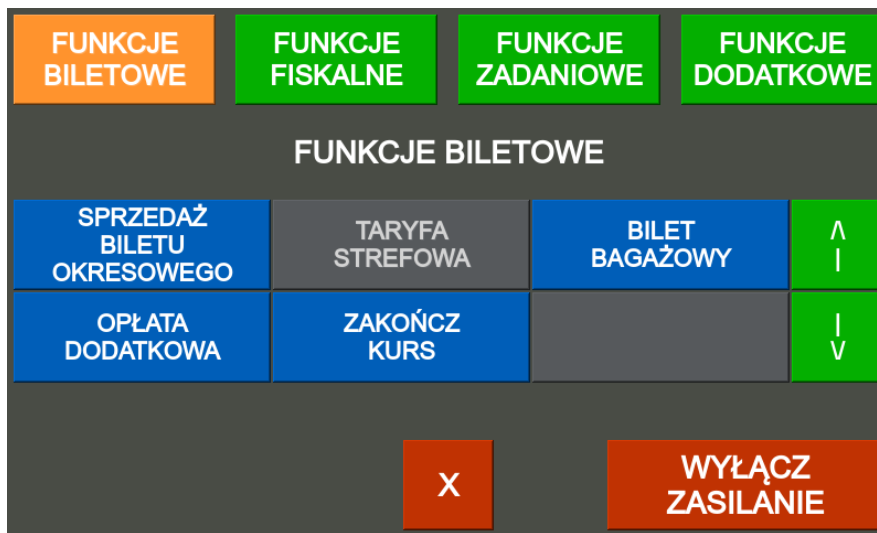 FUNKCJE
BILETOWE
FUNKCJE
FISKALNE
FUNKCJE
ZADANIOWE
FUNKCJE
DODATKOWE
FUNKCJE BILETOWE
SPRZEDAŻ
BILETU
OKRESOWEGO
TARYFA
STREFOWA
BILET
BAGAŻOWY
OPŁATA
DODATKOWA
ZAKOŃCZ
KURS
X
WYŁĄCZ
ZASILANIE